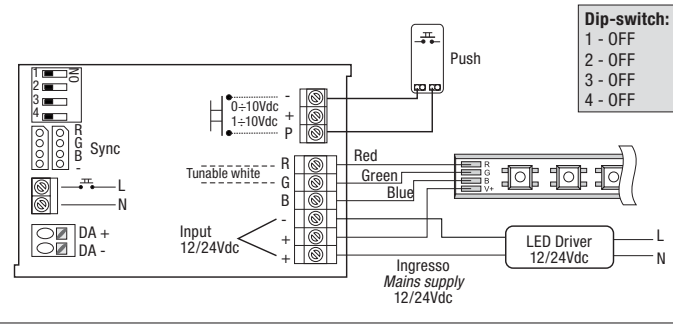 Dip-switch:
1 - OFF
2 - OFF
3 - OFF
4 - OFF
Push
1
2
3
4
ON
R
G
B
-
Sync
L
N
DA +
DA -
0÷10Vdc
1÷10Vdc
-
+
P
Tunable white
R
G
B
-
+
+
Input
12/24Vdc
Red
Green
Blue
R
G
B
V+
LED Driver
12/24Vdc
L
N
Ingresso
Mains supply
12/24Vdc